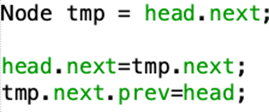 Node tmp = head.next;
head.next=tmp.next;
tmp.next.prev=head;